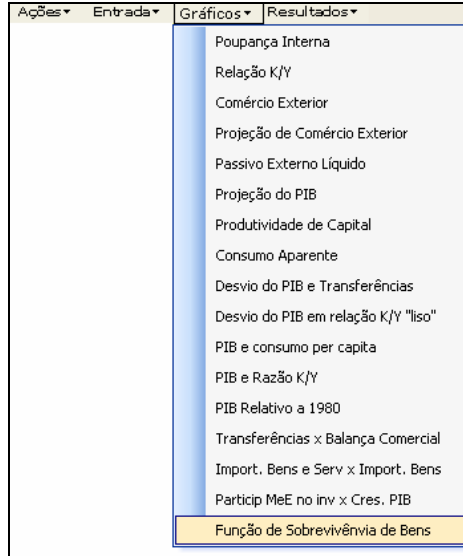 Ações Entrada Gráficos Resultados
Poupança Interna
Relação K/Y
Comércio Exterior
Projeção de Comércio Exterior
Passivo Externo Líquido
Projeção do PIB
Produtividade de Capital
Consumo Aparente
Desvio do PIB e Transferências
Desvio do PIB em relação K/Y "liso"
PIB e consumo per capita
PIB e Razão K/Y
PIB Relativo a 1980
Transferências x Balança Comercial
Import. Bens e Serv x Import. Bens
Particip MeE no inv x Cres. PIB
Função de Sobrevivênvia de Bens